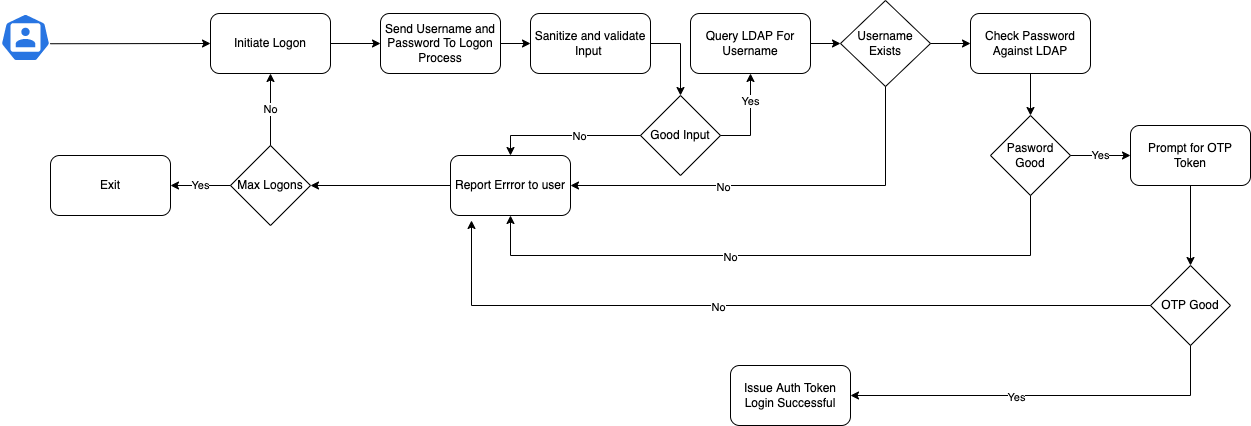 Initiate Logon
Send Username and
Password To Logon
Process
Sanitize and validate
Input
Query LDAP For
Username
Username
Exists
Check Password
Against LDAP
No
Yes
Good Input
No
Pasword
Good
Yes
Prompt for OTP
Token
Exit
Yes
Max Logons
Report Errror to user
No
No
No
OTP Good
Issue Auth Token
Login Successful
Yes